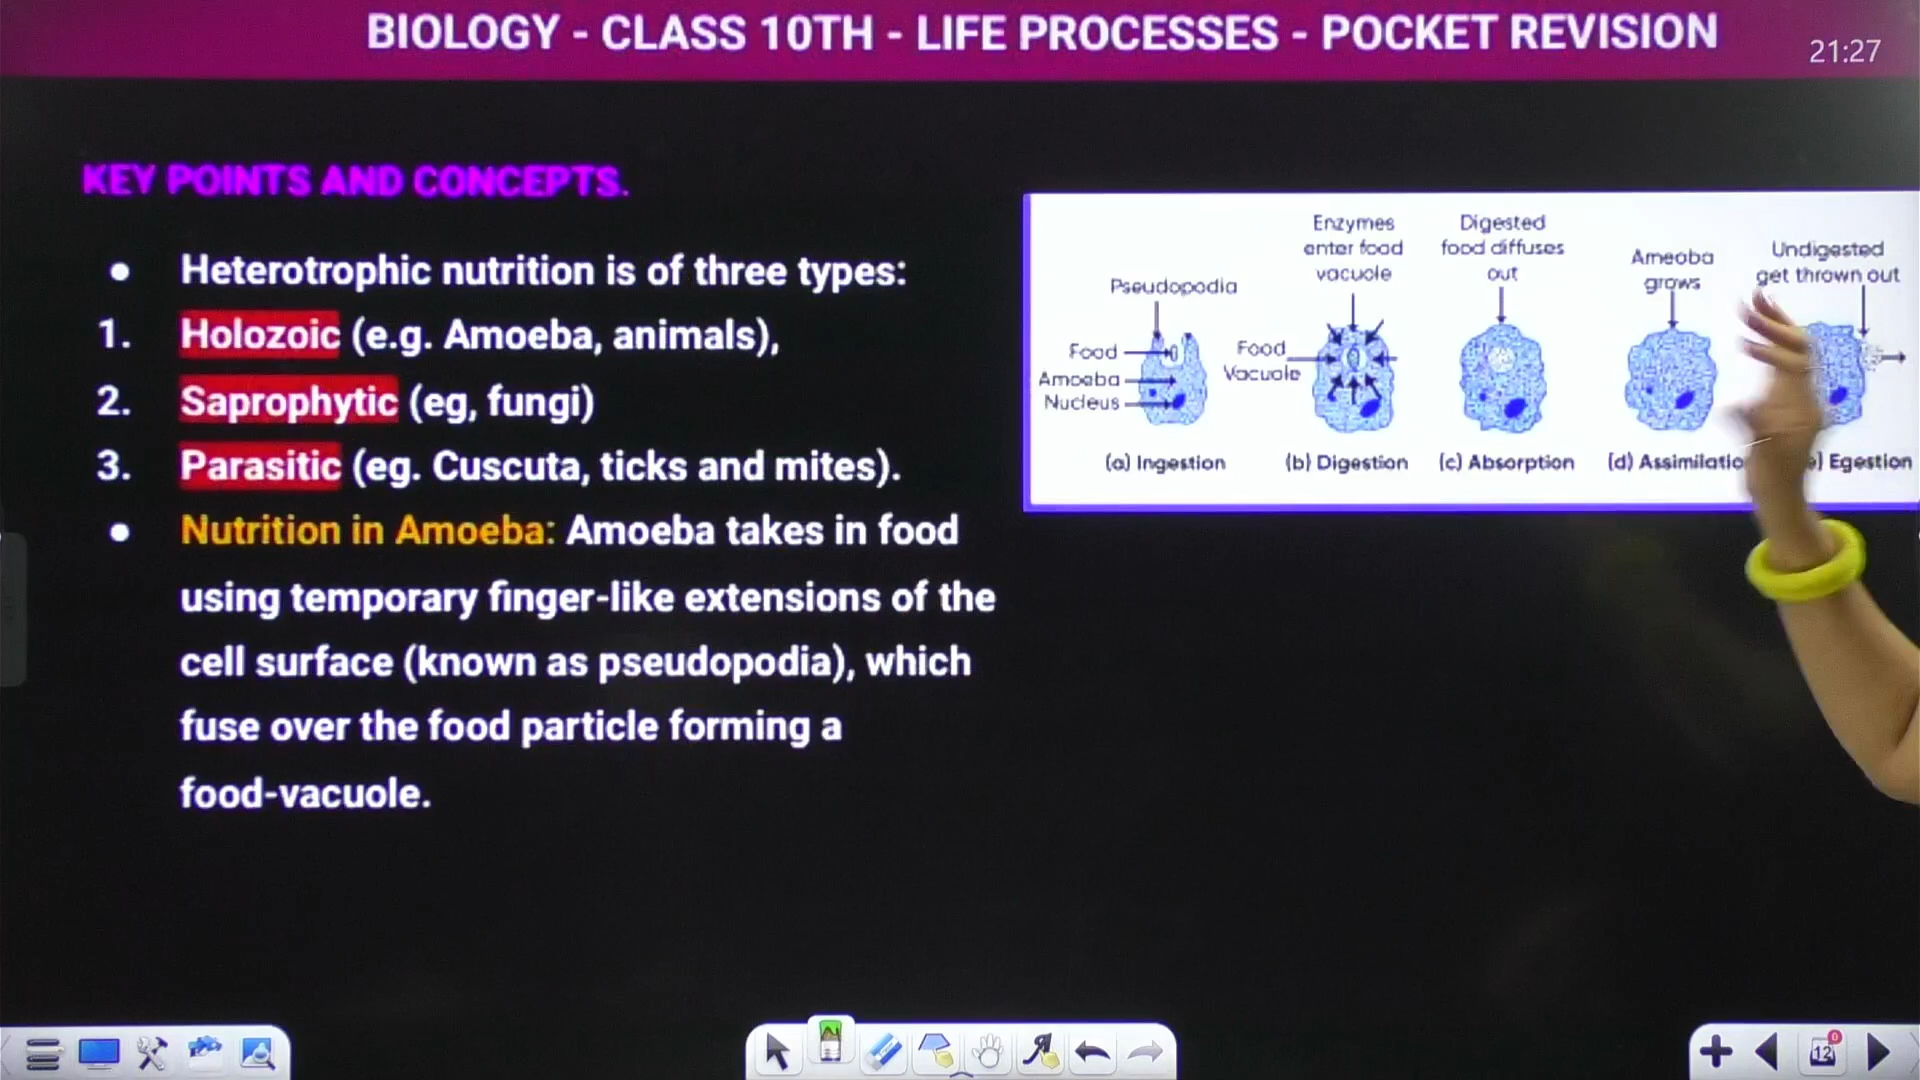 BIOLOGY - CLASS 10TH - LIFE PROCESSES - POCKET REVISION
21:27
KEY POINTS AND CONCEPTS.
• Heterotrophic nutrition is of three types:
1. Holozoic (e.g. Amoeba, animals),
2. Saprophytic (eg, fungi)
3. Parasitic (eg. Cuscuta, ticks and mites).
• Nutrition in Amoeba: Amoeba takes in food
using temporary finger-like extensions of the
cell surface (known as pseudopodia), which
fuse over the food particle forming a
food-vacuole.
Pseudopodia
Food
Amoeba
Nucleus
(a) Ingestion
Enzymes
enter food
vacuole
Food
Vacuole
(b) Digestion
Digested
food diffuses
out
(c) Absorption
Ameoba
grows
(d) Assimilatio
Undigested
get thrown out
) Egestion
12
0